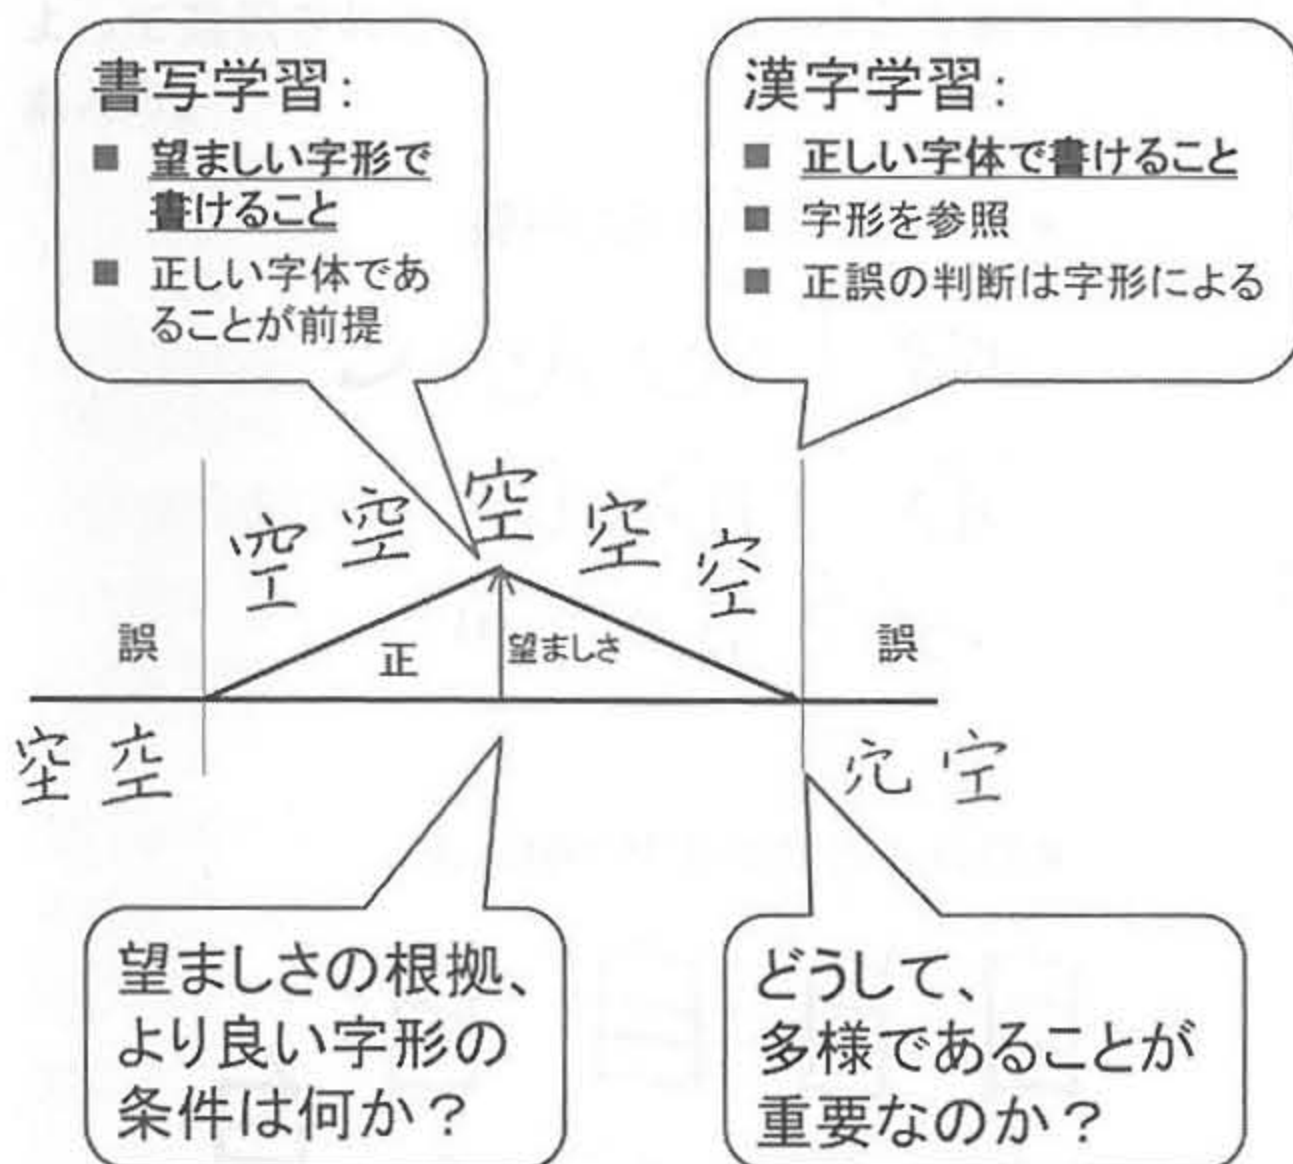 書写学習:
■ 望ましい字形で
書けること
■ 正しい字体であ
ることが前提
漢字学習:
■ 正しい字体で書けること
■ 字形を参照
■ 正誤の判断は字形による
空 空 空 空 空
誤
正
望ましさ
誤
望ましさの根拠、
より良い字形の
条件は何か？
どうして、
多様であることが
重要なのか？